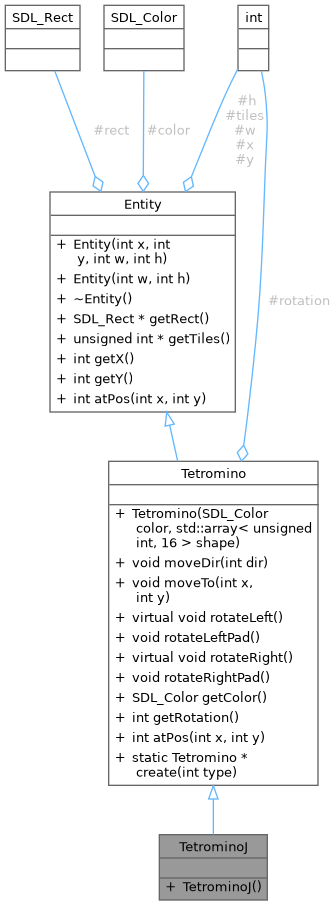 SDL_Rect
SDL_Color
int
#rect
#color
#h
#tiles
#w
#x
#y
Entity
+ Entity(int x, int
y, int w, int h)
+ Entity(int w, int h)
+ ~Entity()
+ SDL_Rect * getRect()
+ unsigned int * getTiles()
+ int getX()
+ int getY()
+ int atPos(int x, int y)
#rotation
Tetromino
+ Tetromino(SDL_Color
color, std::array< unsigned
int, 16 > shape)
+ void moveDir(int dir)
+ void moveTo(int x,
int y)
+ virtual void rotateLeft()
+ void rotateLeftPad()
+ virtual void rotateRight()
+ void rotateRightPad()
+ SDL_Color getColor()
+ int getRotation()
+ int atPos(int x, int y)
+ static Tetromino *
create(int type)
TetrominoJ
+ TetrominoJ()